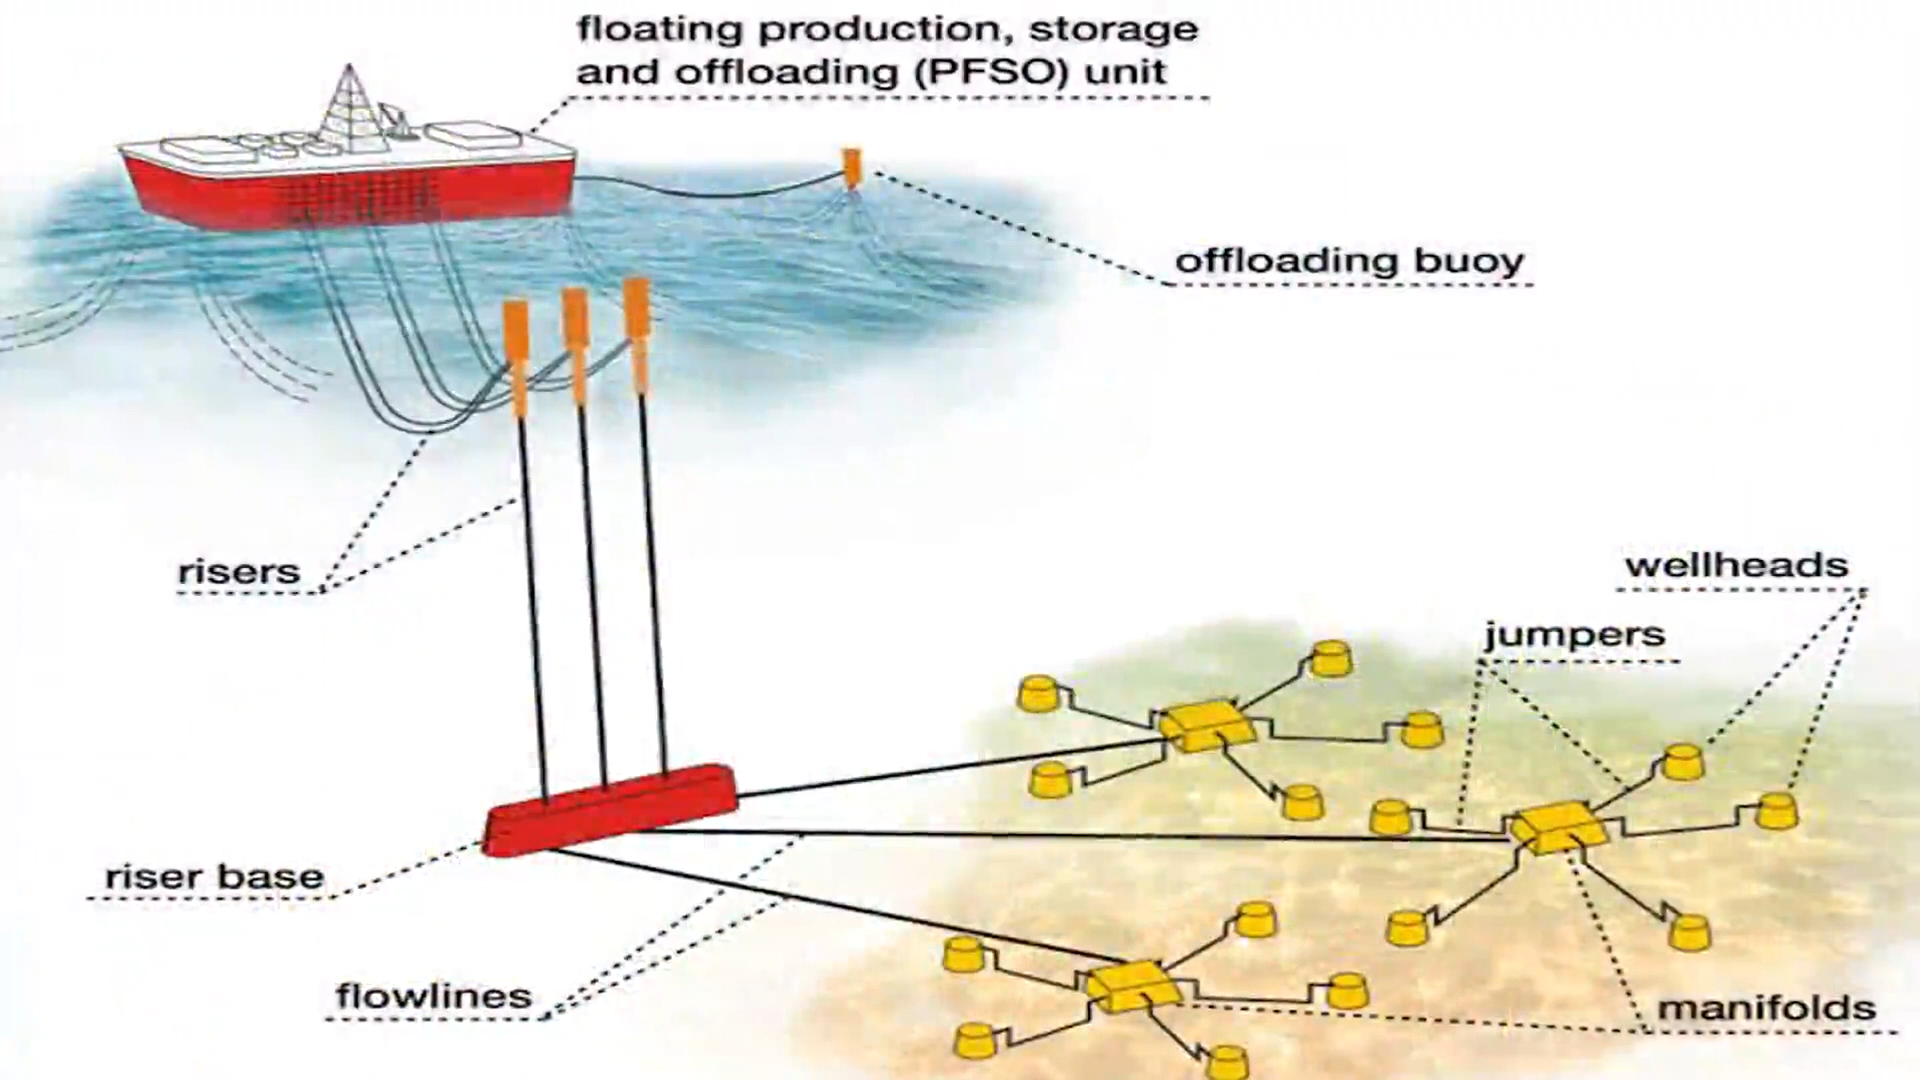 floating production, storage
and offloading (PFSO) unit
offloading buoy
risers
wellheads
jumpers
riser base
flowlines
manifolds